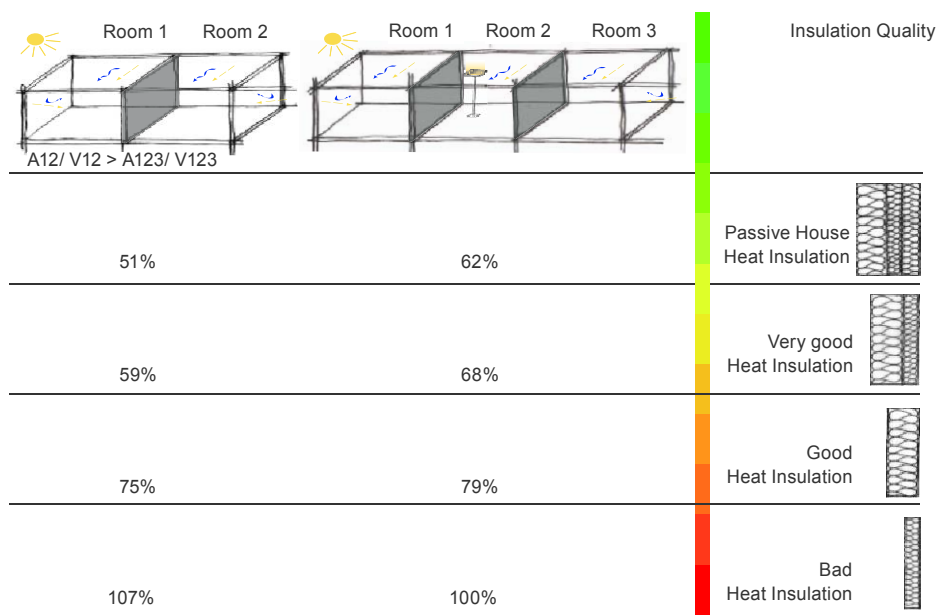 Room 1 Room 2 Room 1 Room 2 Room 3 Insulation Quality
A12/ V12 > A123/ V123
Passive House
51% 62% Heat Insulation
Very good
59% 68% Heat Insulation
Good
75% 79% Heat Insulation
Bad
107% 100% Heat Insulation